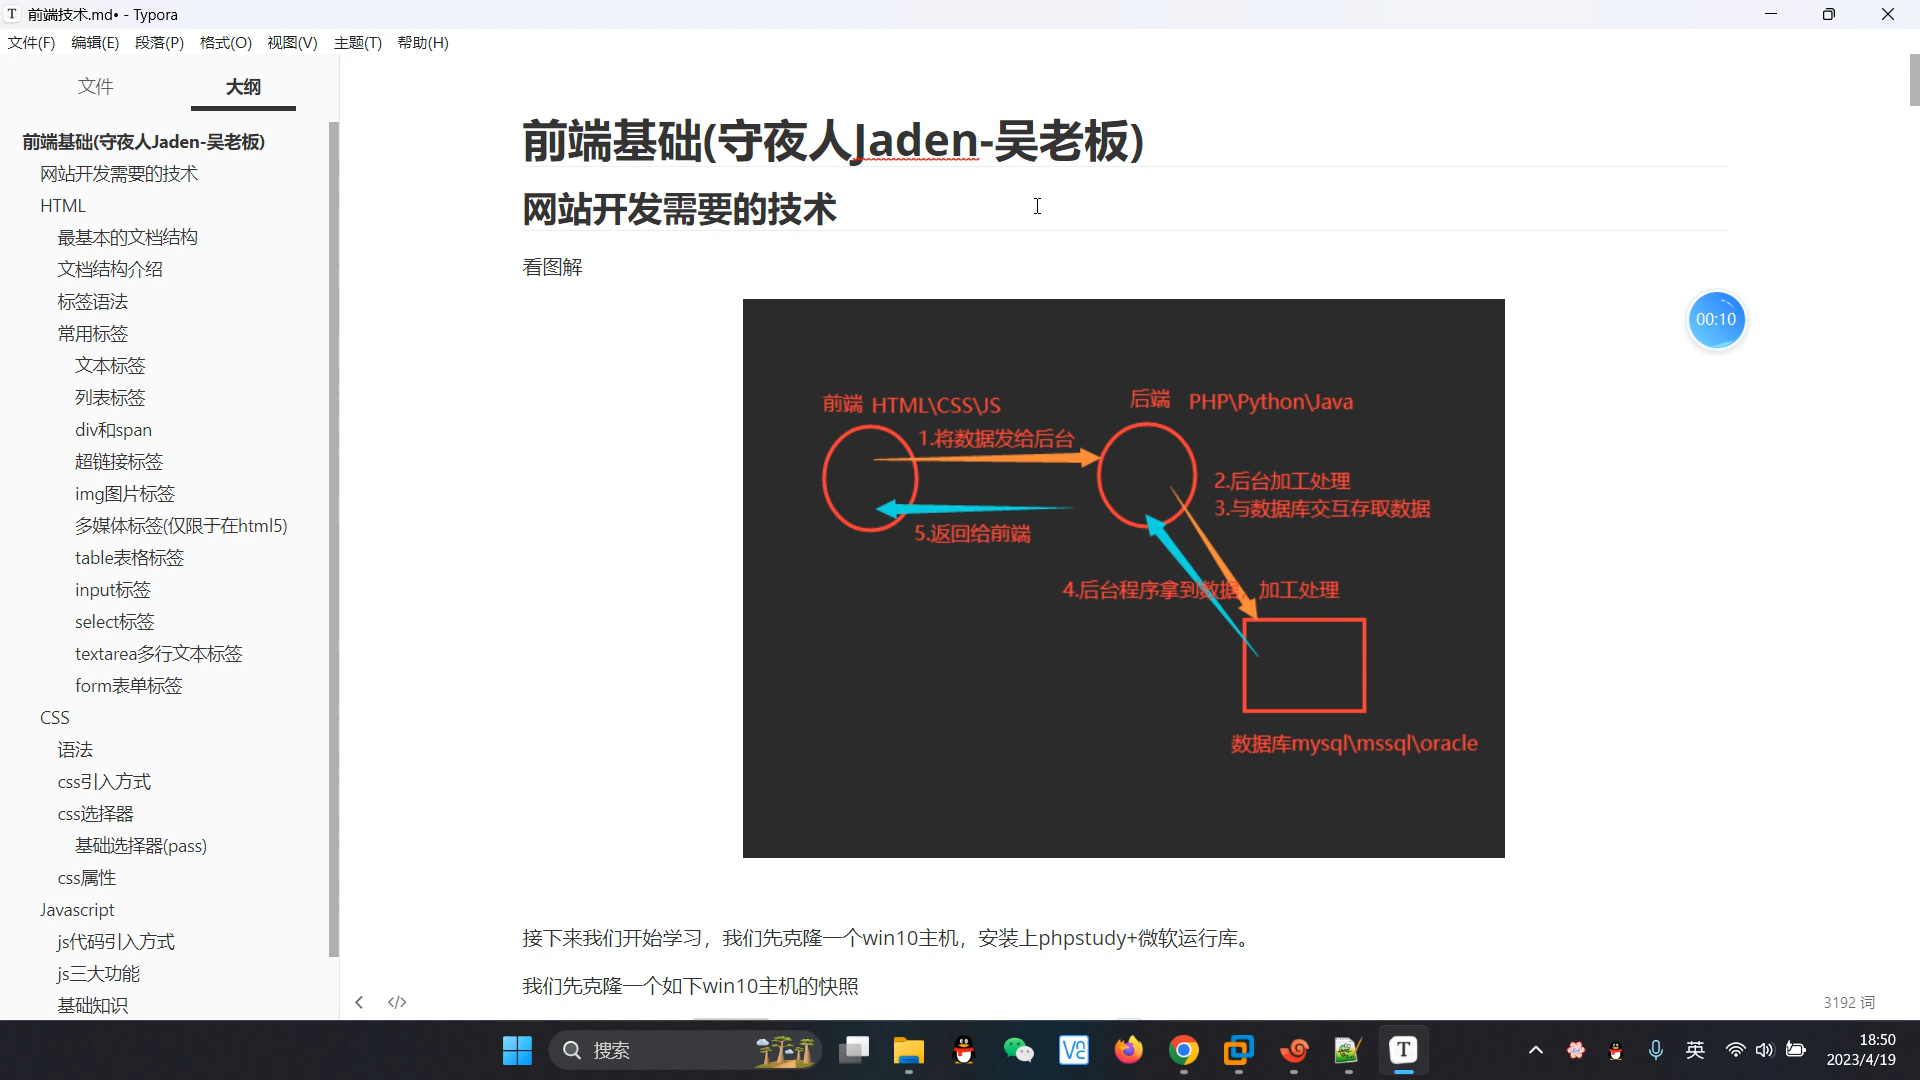 前端技术.md• - Typora
文件(F) 编辑(E) 段落(P) 格式(O) 视图(V) 主题(T) 帮助(H)
文件 大纲
前端基础(守夜人Jaden-吴老板)
网站开发需要的技术
HTML
最基本的文档结构
文档结构介绍
标签语法
常用标签
文本标签
列表标签
div和span
超链接标签
img图片标签
多媒体标签(仅限于在html5)
table表格标签
input标签
select标签
textarea多行文本标签
form表单标签
CSS
语法
css引入方式
css选择器
基础选择器(pass)
css属性
Javascript
js代码引入方式
js三大功能
基础知识
前端基础(守夜人Jaden-吴老板)
网站开发需要的技术
看图解
前端 HTML\CSS\JS
后端 PHP\Python\Java
1.将数据发给后台
2.后台加工处理
3.与数据库交互存取数据
5.返回给前端
4.后台程序拿到数据，加工处理
数据库mysql\mssql\oracle
00:10
接下来我们开始学习，我们先克隆一个win10主机，安装上phpstudy+微软运行库。
我们先克隆一个如下win10主机的快照
3192 词
搜索
英
18:50
2023/4/19